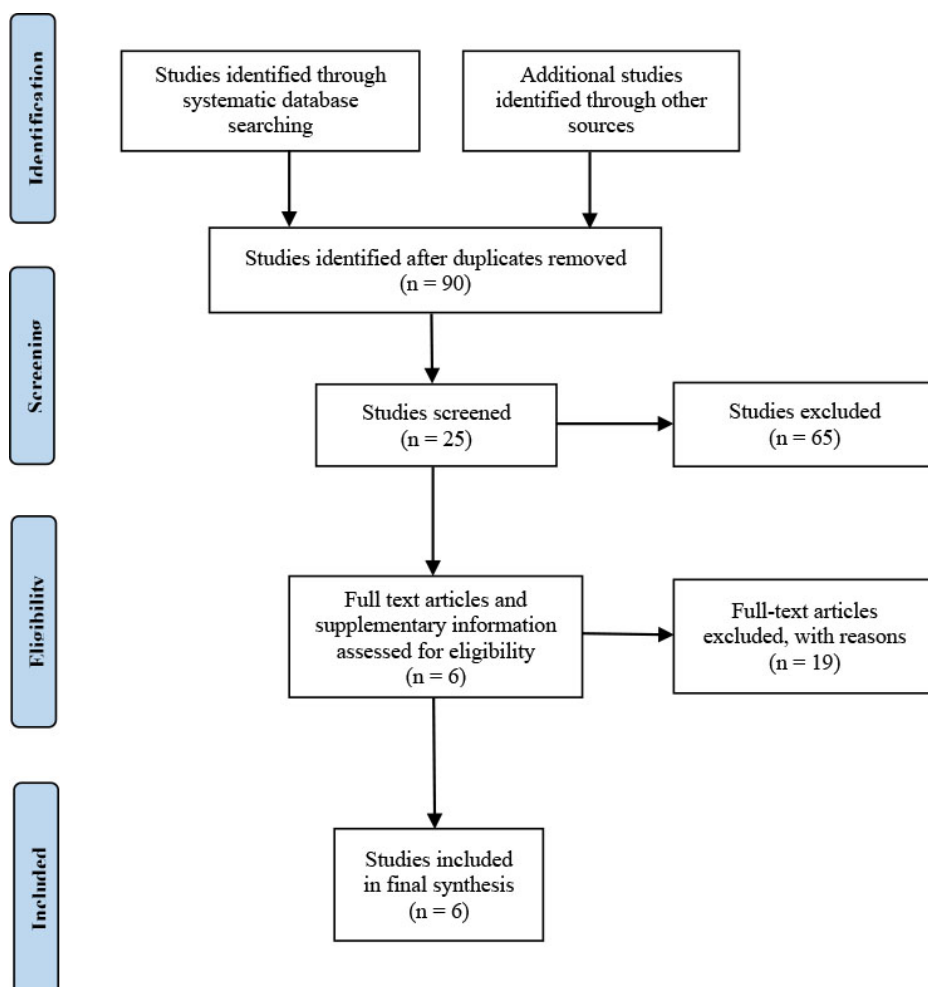 Identification
Studies identified through
systematic database
searching
Additional studies
identified through other
sources
Studies identified after duplicates removed
(n = 90)
Screening
Studies screened
(n = 25)
Studies excluded
(n = 65)
Eligibility
Full text articles and
supplementary information
assessed for eligibility
(n = 6)
Full-text articles
excluded, with reasons
(n = 19)
Included
Studies included
in final synthesis
(n = 6)